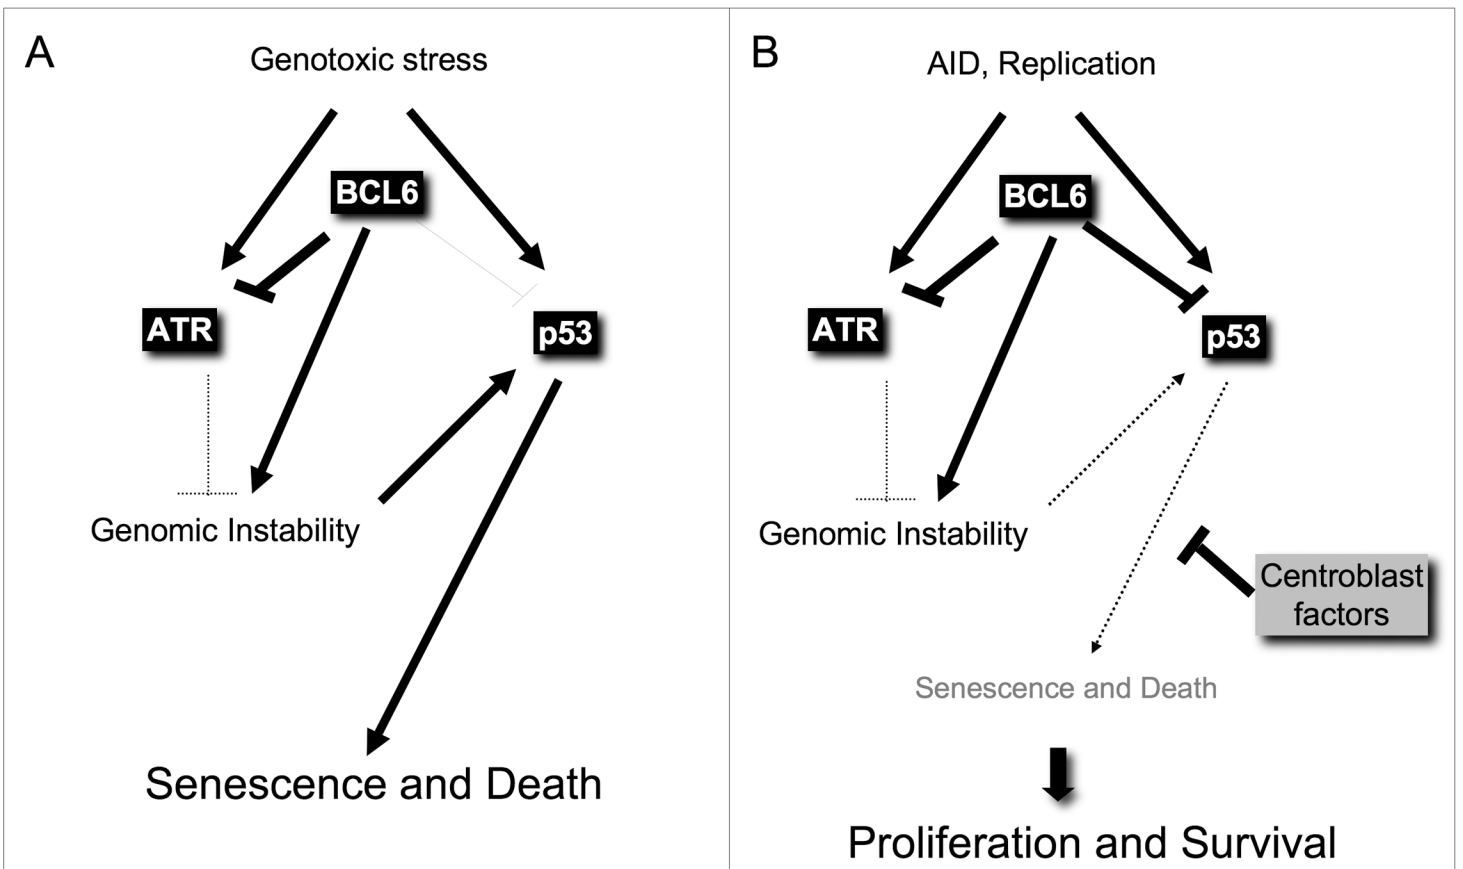 A
Genotoxic stress
BCL6
ATR
p53
Genomic Instability
Senescence and Death
B
AID, Replication
BCL6
ATR
p53
Genomic Instability
Centroblast
factors
Senescence and Death
Proliferation and Survival